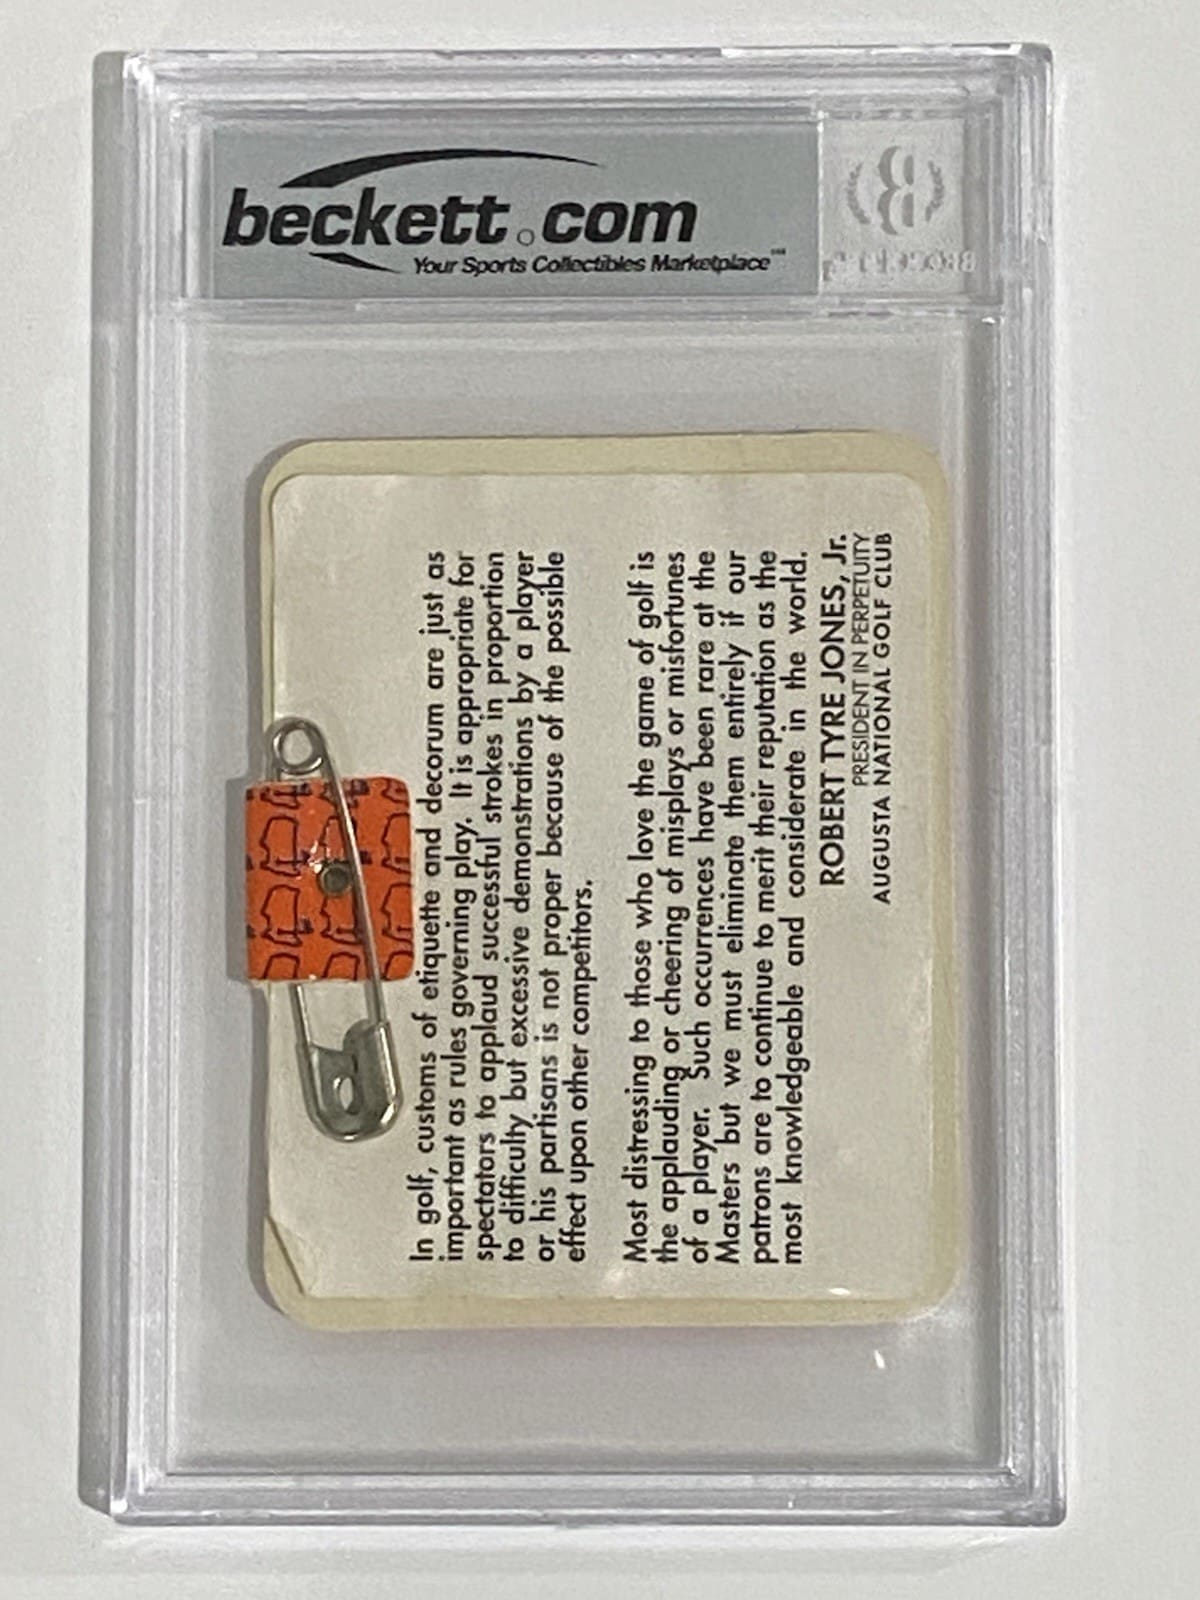 beckett.com
Your Sports Collectibles Marketplace™
In golf, customs of etiquette and decorum are just as
important as rules governing play. It is appropriate for
spectators to applaud successful strokes in proportion
to difficulty but excessive demonstrations by a player
or his partisans is not proper because of the possible
effect upon other competitors.
Most distressing to those who love the game of golf is
the applauding or cheering of misplays or misfortunes
of a player. Such occurrences have been rare at the
Masters but we must eliminate them entirely if our
patrons are to continue to merit their reputation as the
most knowledgeable and considerate in the world.
ROBERT TYRE JONES, Jr.
PRESIDENT IN PERPETUITY
AUGUSTA NATIONAL GOLF CLUB